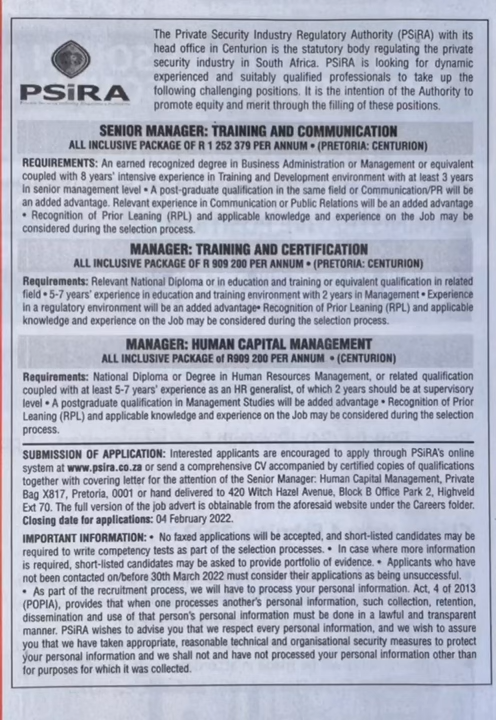 The Private Security Industry Regulatory Authority (PSiRA) with its
head office in Centurion is the statutory body regulating the private
security industry in South Africa. PSiRA is looking for dynamic
experienced and suitably qualified professionals to take up the
following challenging positions. It is the intention of the Authority to
promote equity and merit through the filling of these positions.
PSiRA
SENIOR MANAGER: TRAINING AND COMMUNICATION
ALL INCLUSIVE PACKAGE OF R 1 252 379 PER ANNUM • (PRETORIA: CENTURION)
REQUIREMENTS: An earned recognized degree in Business Administration or Management or equivalent
coupled with 8 years' intensive experience in Training and Development environment with at least 3 years
in senior management level • A post-graduate qualification in the same field or Communication/PR will be
an added advantage. Relevant experience in Communication or Public Relations will be an added advantage
• Recognition of Prior Leaning (RPL) and applicable knowledge and experience on the Job may be
considered during the selection process.
MANAGER: TRAINING AND CERTIFICATION
ALL INCLUSIVE PACKAGE OF R 909 200 PER ANNUM • (PRETORIA: CENTURION)
Requirements: Relevant National Diploma or in education and training or equivalent qualification in related
field • 5-7 years' experience in education and training environment with 2 years in Management • Experience
in a regulatory environment will be an added advantage• Recognition of Prior Leaning (RPL) and applicable
knowledge and experience on the Job may be considered during the selection process.
MANAGER: HUMAN CAPITAL MANAGEMENT
ALL INCLUSIVE PACKAGE of R909 200 PER ANNUM • (CENTURION)
Requirements: National Diploma or Degree in Human Resources Management, or related qualification
coupled with at least 5-7 years' experience as an HR generalist, of which 2 years should be at supervisory
level • A postgraduate qualification in Management Studies will be added advantage • Recognition of Prior
Leaning (RPL) and applicable knowledge and experience on the Job may be considered during the selection
process.
SUBMISSION OF APPLICATION: Interested applicants are encouraged to apply through PSiRA's online
system at www.psira.co.za or send a comprehensive CV accompanied by certified copies of qualifications
together with covering letter for the attention of the Senior Manager: Human Capital Management, Private
Bag X817, Pretoria, 0001 or hand delivered to 420 Witch Hazel Avenue, Block B Office Park 2, Highveld
Ext 70. The full version of the job advert is obtainable from the aforesaid website under the Careers folder.
Closing date for applications: 04 February 2022.
IMPORTANT INFORMATION: • No faxed applications will be accepted, and short-listed candidates may be
required to write competency tests as part of the selection processes. • In case where more information
is required, short-listed candidates may be asked to provide portfolio of evidence. • Applicants who have
not been contacted on/before 30th March 2022 must consider their applications as being unsuccessful.
• As part of the recruitment process, we will have to process your personal information. Act, 4 of 2013
(POPIA), provides that when one processes another's personal information, such collection, retention,
dissemination and use of that person's personal information must be done in a lawful and transparent
manner. PSiRA wishes to advise you that we respect every personal information, and we wish to assure
you that we have taken appropriate, reasonable technical and organisational security measures to protect
your personal information and we shall not and have not processed your personal information other than
for purposes for which it was collected.